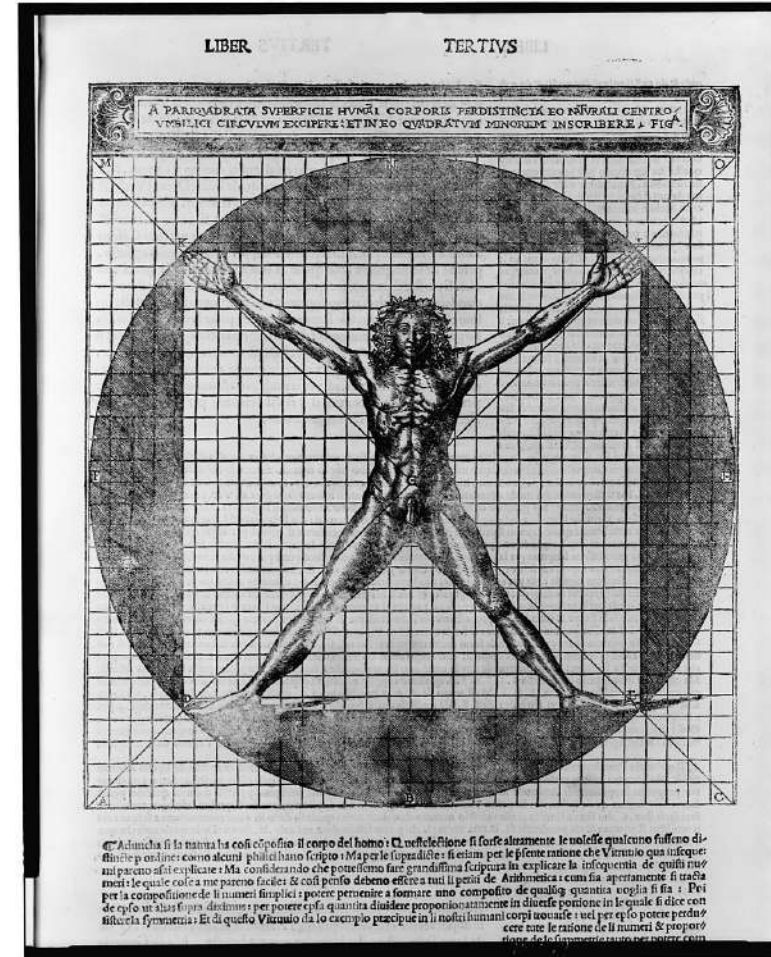 LIBER TERTIVS
A PARIQVADRATA SVPERFICIE HVMAĪ CORPORIS PERDISTINCTA EO NATVRALI CENTRO
VMBILICI CIRCVLVM EXCIPERE: ET IN EO QVADRATVM MINOREM INSCRIBERE, FIGA.
M N O
K
G
P
B
A C
Aduncha si la natura ha cosi cōposito il corpo del homo: si forse altramente le uolesse qualcuno fusseno di-
stincte p ordine: como alcuni philici hano scripto: Ma per le supradicte: si etiam per le psente ratione che Vitruuio qua inseque:
mi pareno assai explicate: Ma considerando che potessemo fare grandissima scriptura in explicare la insequentia de quisti nu-
meri: le quale cose a me pareno facile: & cosi penso debeno essere a tuti li periti de Arithmetica: cum sia apertamente si tracta
per la compositione de li numeri simplici: potere peruenire a formare uno composito de qualūq quantita uoglia si sia: Poi
de epso ut alias supra diximus: per potere epsa quantita diuidere proportionatamente in diuerse portione in le quale si dice con
sistere la symmetria: Et di questo Vitruuio da lo exemplo præcipue in li nostri humani corpi trouarse: uel per epso potere perdu-
cere tute le ratione de li numeri & propor